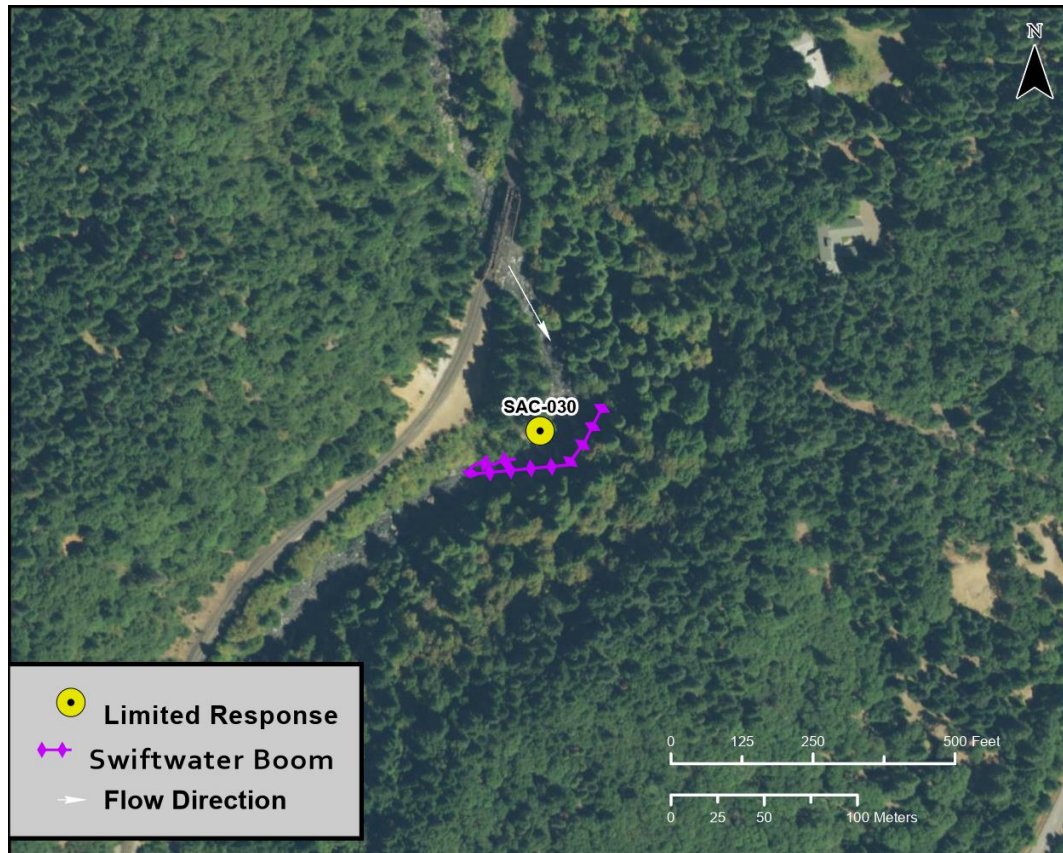 N
SAC-030
Limited Response
Swiftwater Boom
Flow Direction
0 125 250 500 Feet
0 25 50 100 Meters